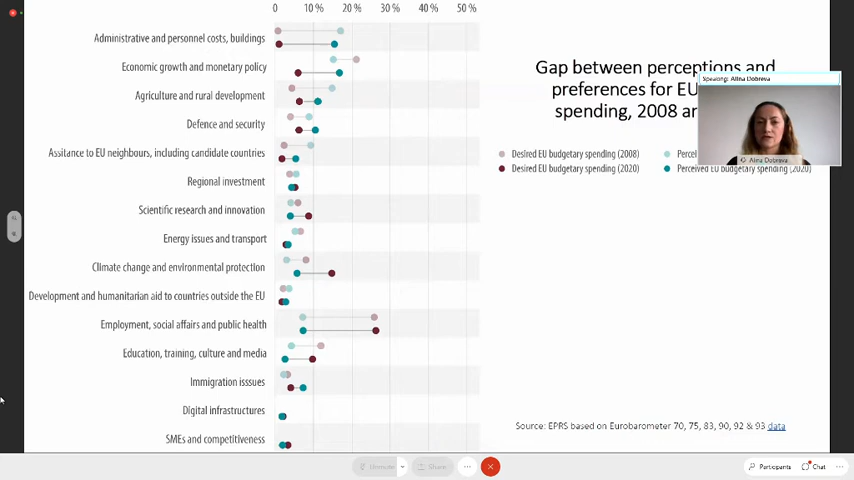 0 10 % 20 % 30 % 40 % 50 %
Administrative and personnel costs, buildings
Economic growth and monetary policy
Agriculture and rural development
Defence and security
Assitance to EU neighbours, including candidate countries
Regional investment
Scientific research and innovation
Energy issues and transport
Climate change and environmental protection
Development and humanitarian aid to countries outside the EU
Employment, social affairs and public health
Education, training, culture and media
Immigration isssues
Digital infrastructures
SMEs and competitiveness
Gap between perceptions and
preferences for EU
spending, 2008 a
Desired EU budgetary spending (2008)
Desired EU budgetary spending (2020)
Perceived EU budgetary spending (2020)
Speaking: Alina Dobreva
Alina Dobreva
Source: EPRS based on Eurobarometer 70, 75, 83, 90, 92 & 93 data
Unmute
Share
Participants
Chat